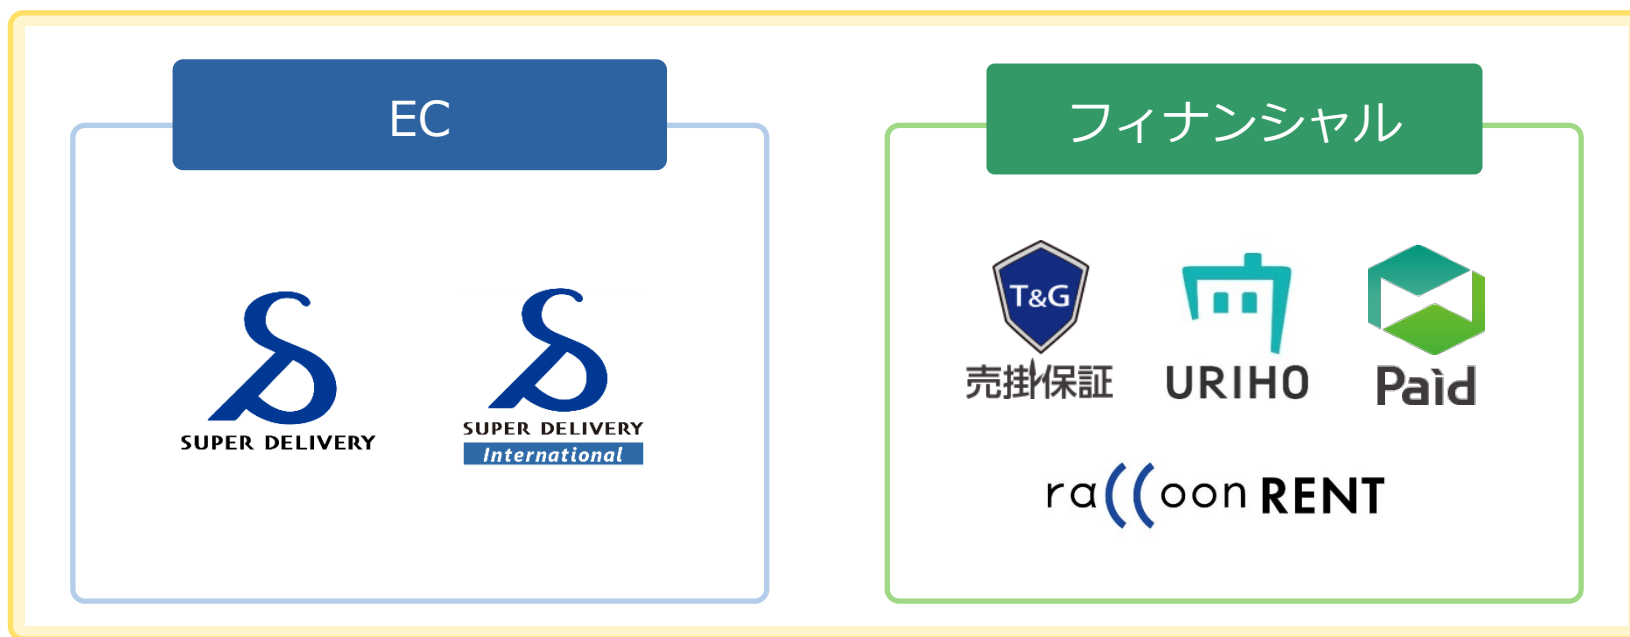 EC
SUPER DELIVERY
SUPER DELIVERY
International
フィナンシャル
T&G
売掛保証
URIHO
Paid
raccoon RENT